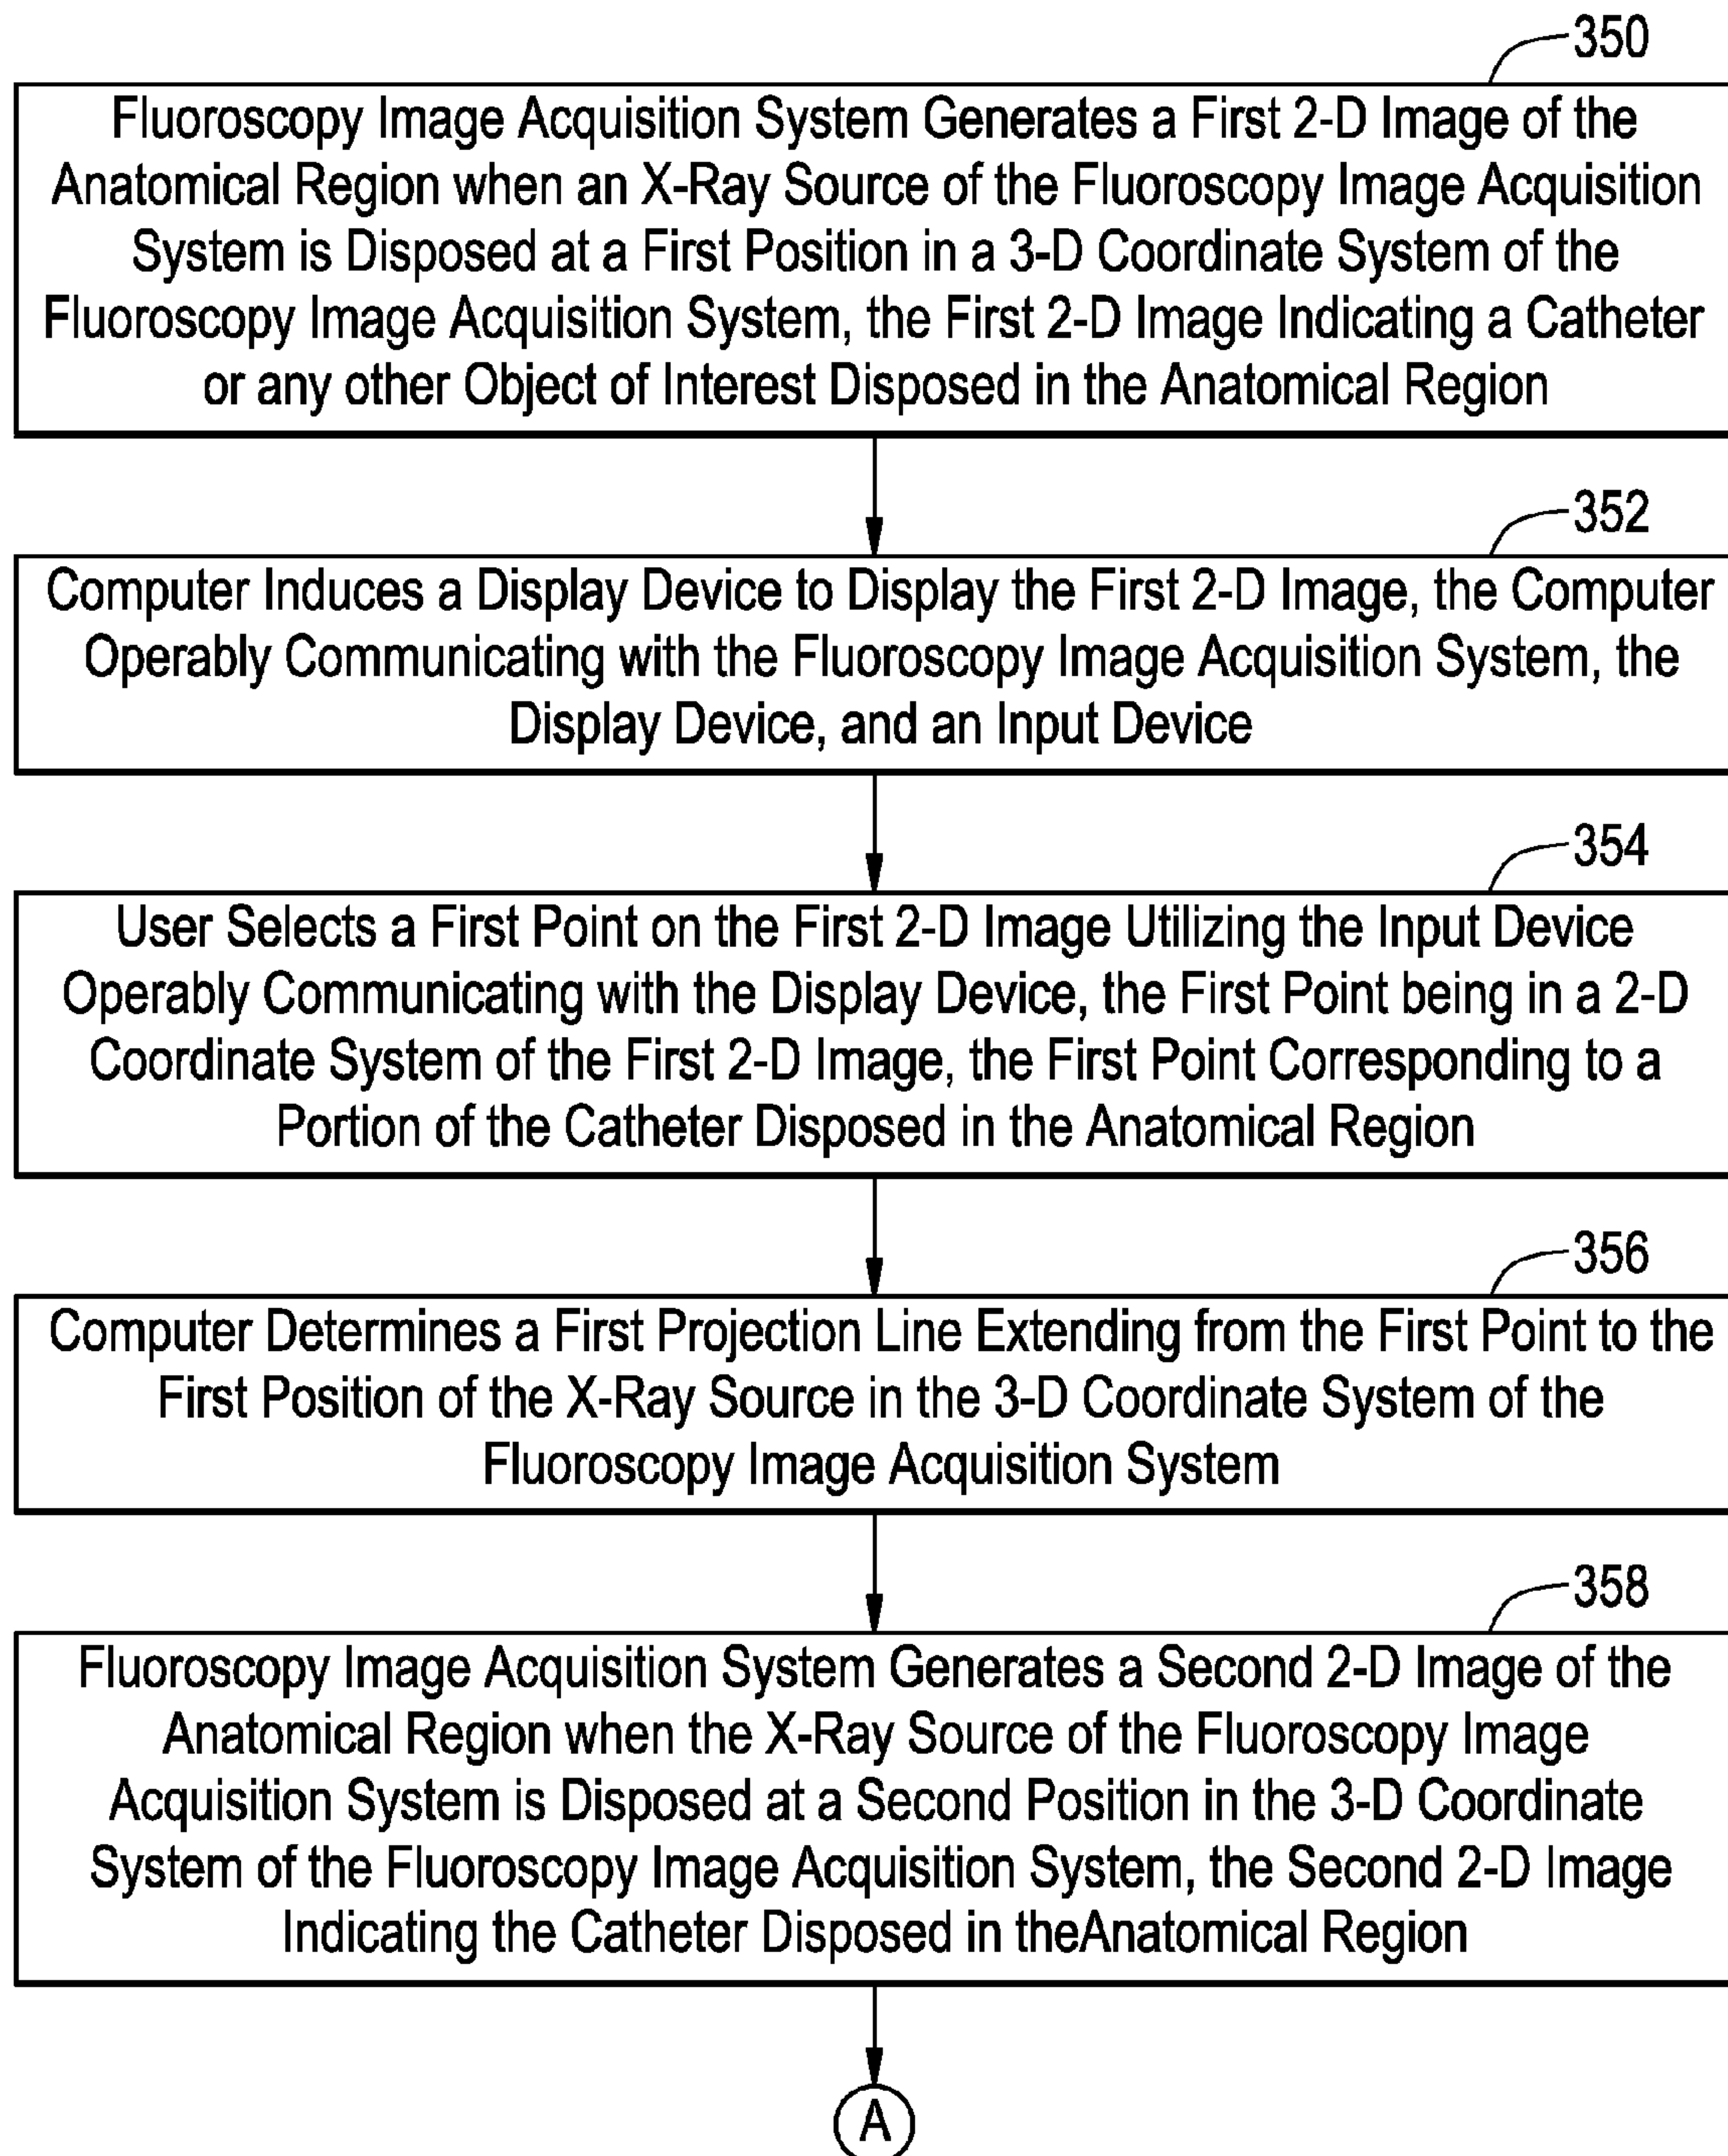 350
Fluoroscopy Image Acquisition System Generates a First 2-D Image of the
Anatomical Region when an X-Ray Source of the Fluoroscopy Image Acquisition
System is Disposed at a First Position in a 3-D Coordinate System of the
Fluoroscopy Image Acquisition System, the First 2-D Image Indicating a Catheter
or any other Object of Interest Disposed in the Anatomical Region
352
Computer Induces a Display Device to Display the First 2-D Image, the Computer
Operably Communicating with the Fluoroscopy Image Acquisition System, the
Display Device, and an Input Device
354
User Selects a First Point on the First 2-D Image Utilizing the Input Device
Operably Communicating with the Display Device, the First Point being in a 2-D
Coordinate System of the First 2-D Image, the First Point Corresponding to a
Portion of the Catheter Disposed in the Anatomical Region
356
Computer Determines a First Projection Line Extending from the First Point to the
First Position of the X-Ray Source in the 3-D Coordinate System of the
Fluoroscopy Image Acquisition System
358
Fluoroscopy Image Acquisition System Generates a Second 2-D Image of the
Anatomical Region when the X-Ray Source of the Fluoroscopy Image
Acquisition System is Disposed at a Second Position in the 3-D Coordinate
System of the Fluoroscopy Image Acquisition System, the Second 2-D Image
Indicating the Catheter Disposed in theAnatomical Region
A